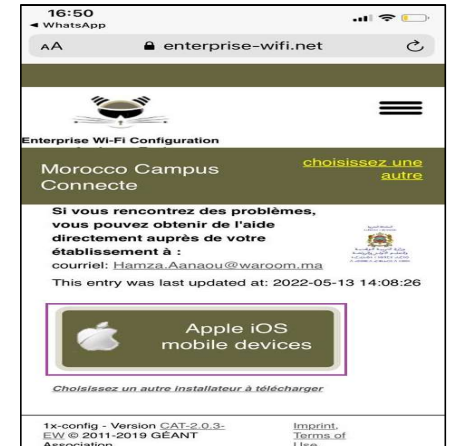 16:50
WhatsApp
AA enterprise-wifi.net
Enterprise Wi-Fi Configuration
Morocco Campus
Connecte
choisissez une
autre
Si vous rencontrez des problèmes,
vous pouvez obtenir de l'aide
directement auprès de votre
établissement à :
courriel: Hamza.Aanaou@waroom.ma
This entry was last updated at: 2022-05-13 14:08:26
Apple iOS
mobile devices
Choisissez un autre installateur à télécharger
1x-config - Version CAT-2.0.3-
EW © 2011-2019 GÉANT
Association
Imprint,
Terms of
Use